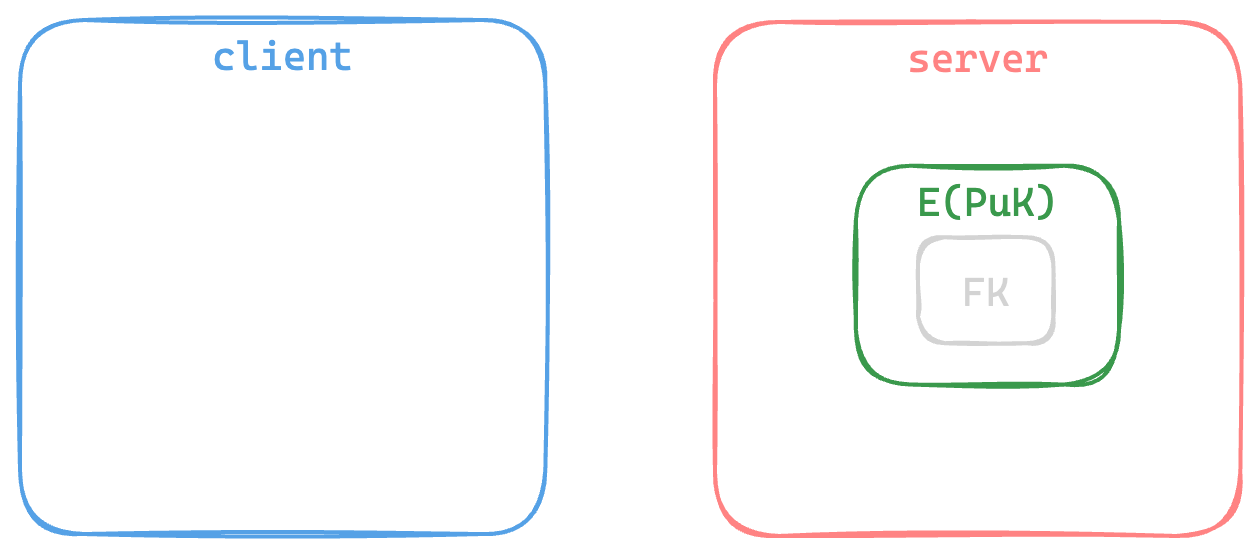 client
server
E(PuK)
FK